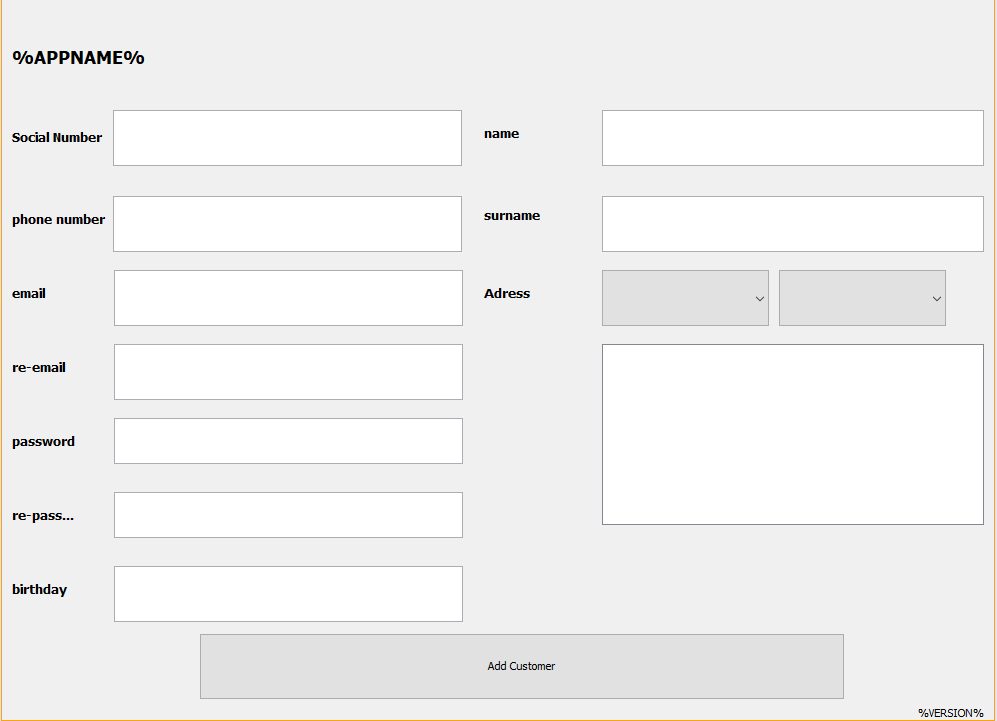 %APPNAME%
Social Number
name
phone number
surname
email
Adress
re-email
password
re-pass...
birthday
Add Customer
%VERSION%